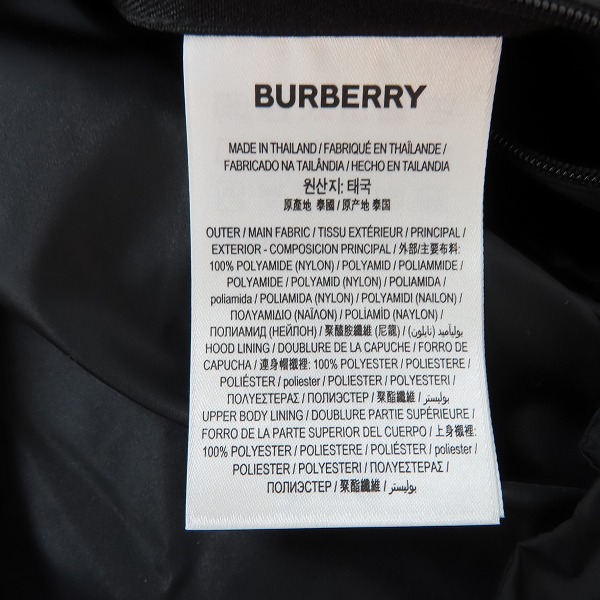 BURBERRY
MADE IN THAILAND / FABRIQUÉ EN THAÏLANDE /
FABRICADO NA TAILÂNDIA / HECHO EN TAILANDIA
원산지: 태국
原產地 泰國 / 原产地 泰国
OUTER / MAIN FABRIC / TISSU EXTÉRIEUR / PRINCIPAL /
EXTERIOR - COMPOSICION PRINCIPAL / 外部/主要布料:
100% POLYAMIDE (NYLON) / POLYAMID / POLIAMMIDE /
POLYAMIDE / POLYAMID (NYLON) / POLYAMID / POLIAMIDA /
poliamida / POLIAMIDA (NYLON) / POLYAMIDI (NAILON) /
ΠΟΛΥΑΜΙΔΙΟ (ΝΑΪΛΟΝ) / POLİAMİD (NAYLON) /
ПОЛИАМИД (НЕЙЛОН) / 聚醯胺纖維 (尼龍) / بولياميد (نايلون)
HOOD LINING / DOUBLURE DE LA CAPUCHE / FORRO DE
CAPUCHA / 連身帽襯裡: 100% POLYESTER / POLIESTERE /
POLIÉSTER / poliester / POLIESTER / POLYESTERI /
ΠΟΛΥΕΣΤΕΡΑΣ / ПОЛИЭСТЕР / 聚酯纖維 / بوليستر
UPPER BODY LINING / DOUBLURE PARTIE SUPÉRIEURE /
FORRO DE LA PARTE SUPERIOR DEL CUERPO / 上身襯裡:
100% POLYESTER / POLIESTERE / POLIÉSTER / poliester /
POLIESTER / POLYESTERI / ΠΟΛΥΕΣΤΕΡΑΣ /
ПОЛИЭСТЕР / 聚酯纖維 / بوليستر